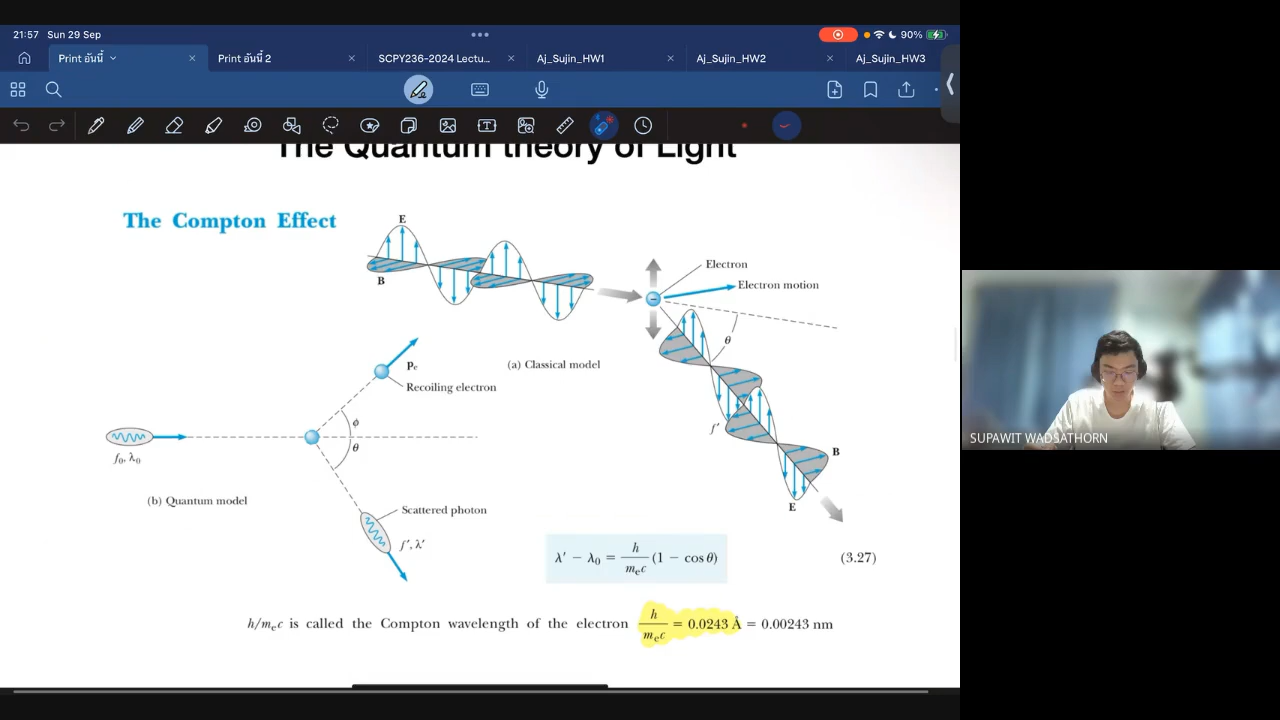 21:57 Sun 29 Sep
90%
Print อันนี้
Print อันนี้ 2
SCPY236-2024 Lectu...
Aj_Sujin_HW1
Aj_Sujin_HW2
Aj_Sujin_HW3
The Quantum theory of Light
The Compton Effect
E
B
Electron
Electron motion
θ
(a) Classical model
pe
Recoiling electron
ϕ
θ
f0, λ0
(b) Quantum model
Scattered photon
f′, λ′
f′
B
E
λ′ − λ0 = h/mec (1 − cos θ)
(3.27)
h/mec is called the Compton wavelength of the electron h/mec = 0.0243 Å = 0.00243 nm
SUPAWIT WADSATHORN